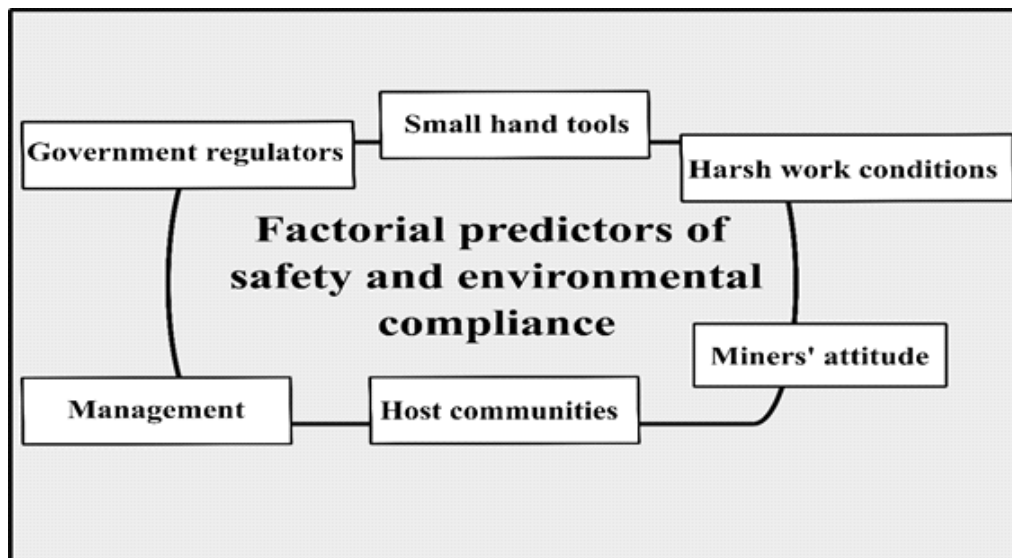 Small hand tools
Government regulators
Harsh work conditions
Factorial predictors of
safety and environmental
compliance
Miners' attitude
Management
Host communities